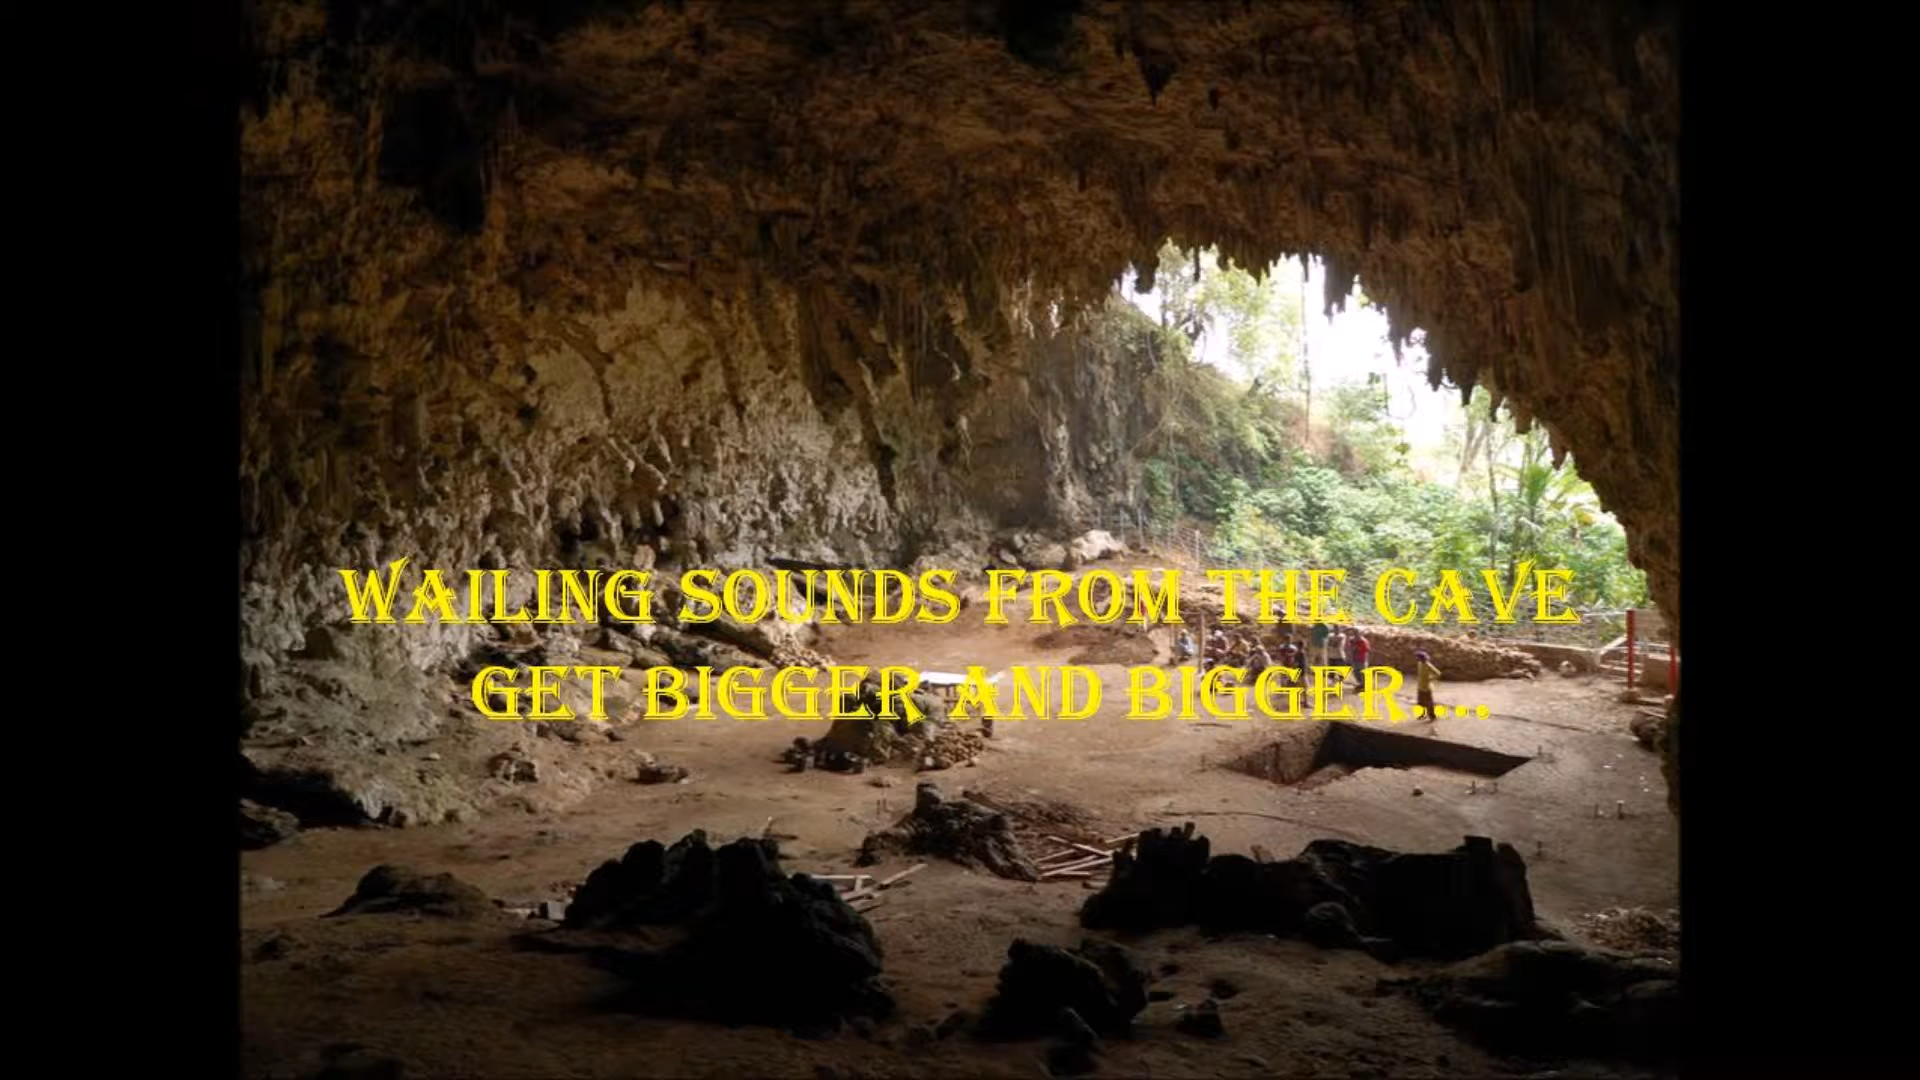 WAILING SOUNDS FROM THE CAVE
GET BIGGER AND BIGGER....